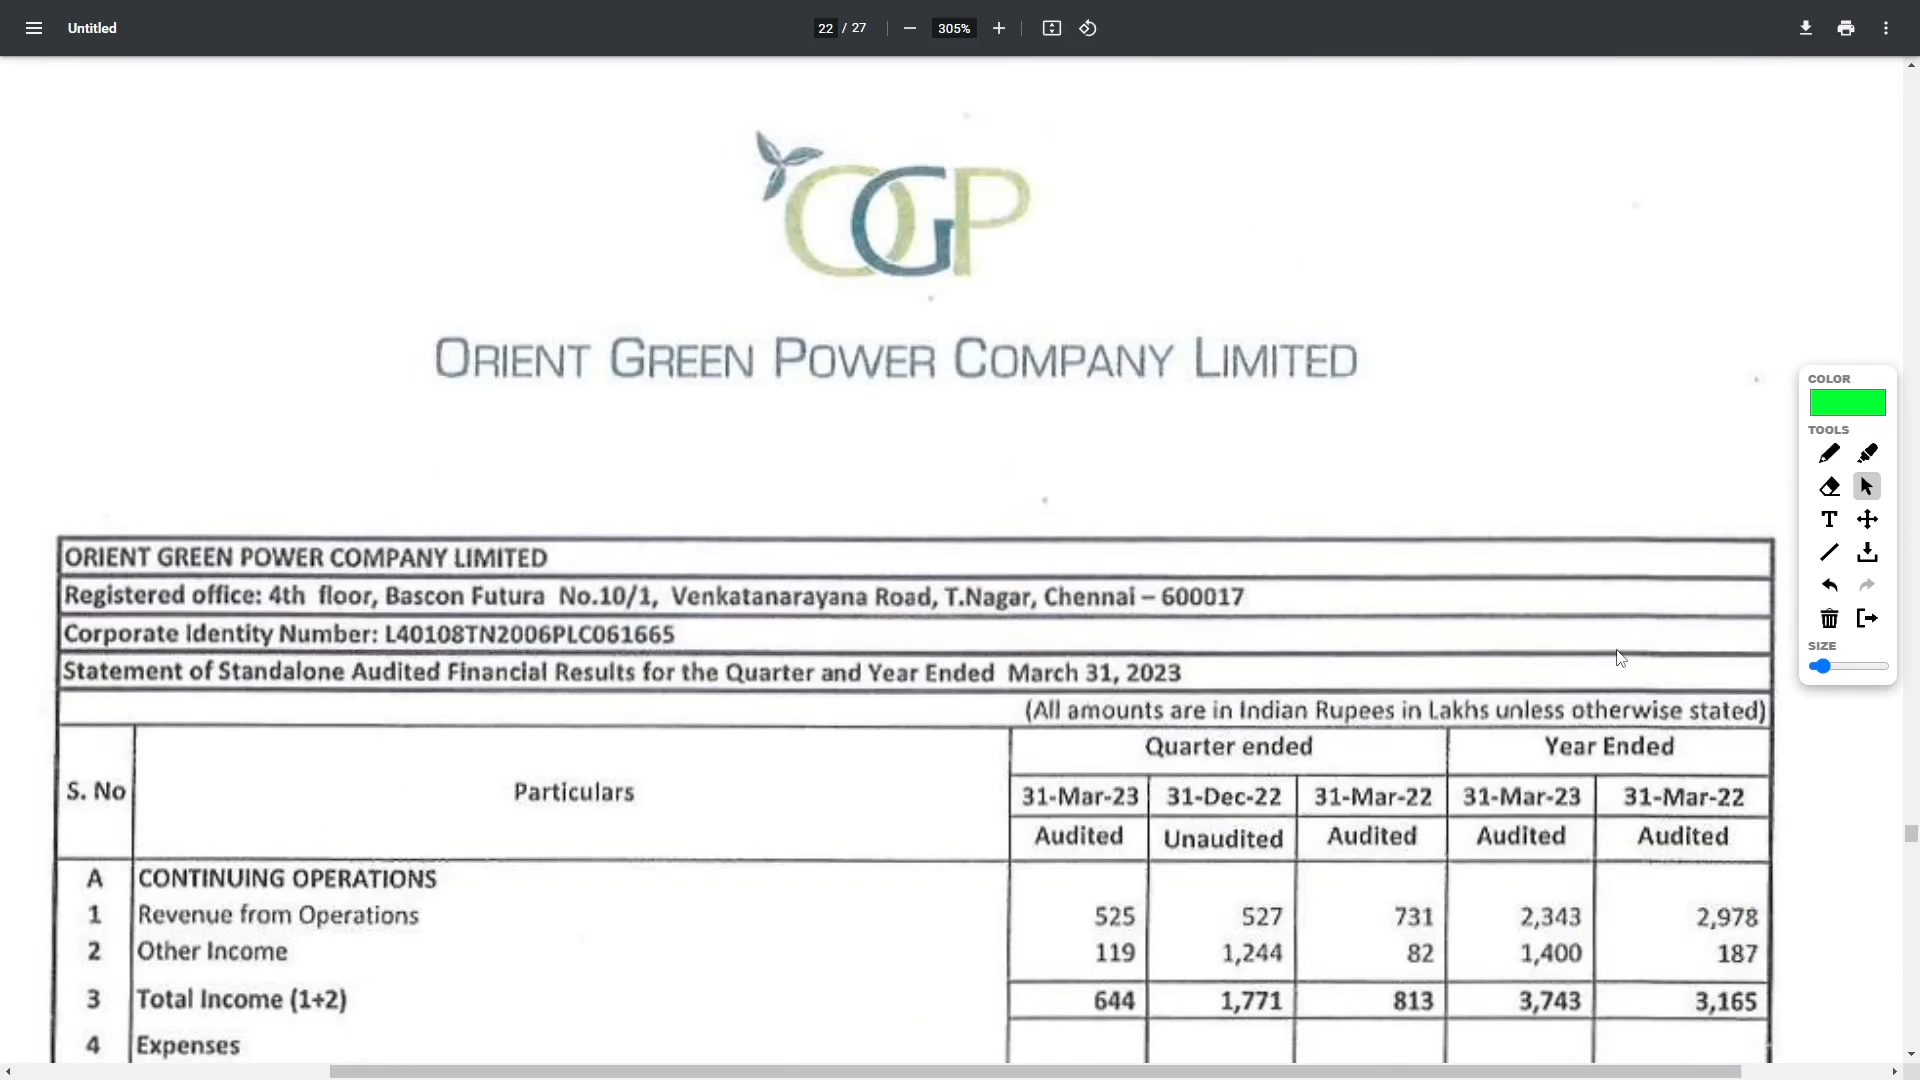 Untitled
22 / 27
305%
OGP
ORIENT GREEN POWER COMPANY LIMITED
ORIENT GREEN POWER COMPANY LIMITED
Registered office: 4th floor, Bascon Futura No.10/1, Venkatanarayana Road, T.Nagar, Chennai – 600017
Corporate Identity Number: L40108TN2006PLC061665
Statement of Standalone Audited Financial Results for the Quarter and Year Ended March 31, 2023
(All amounts are in Indian Rupees in Lakhs unless otherwise stated)
S. No Particulars Quarter ended Year Ended
31-Mar-23 31-Dec-22 31-Mar-22 31-Mar-23 31-Mar-22
Audited Unaudited Audited Audited Audited
A CONTINUING OPERATIONS
1 Revenue from Operations 525 527 731 2,343 2,978
2 Other Income 119 1,244 82 1,400 187
3 Total Income (1+2) 644 1,771 813 3,743 3,165
4 Expenses
COLOR
TOOLS
T
SIZE